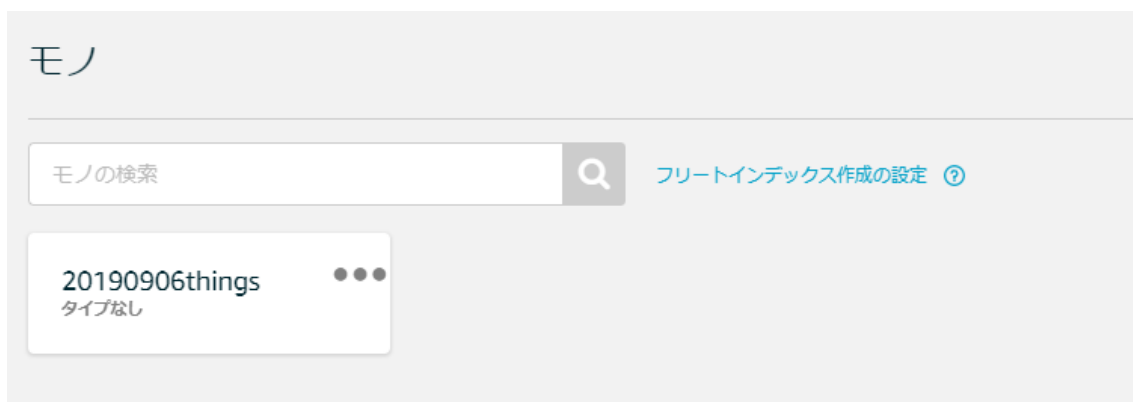 モノ
モノの検索
フリートインデックス作成の設定 ?
20190906things
タイプなし